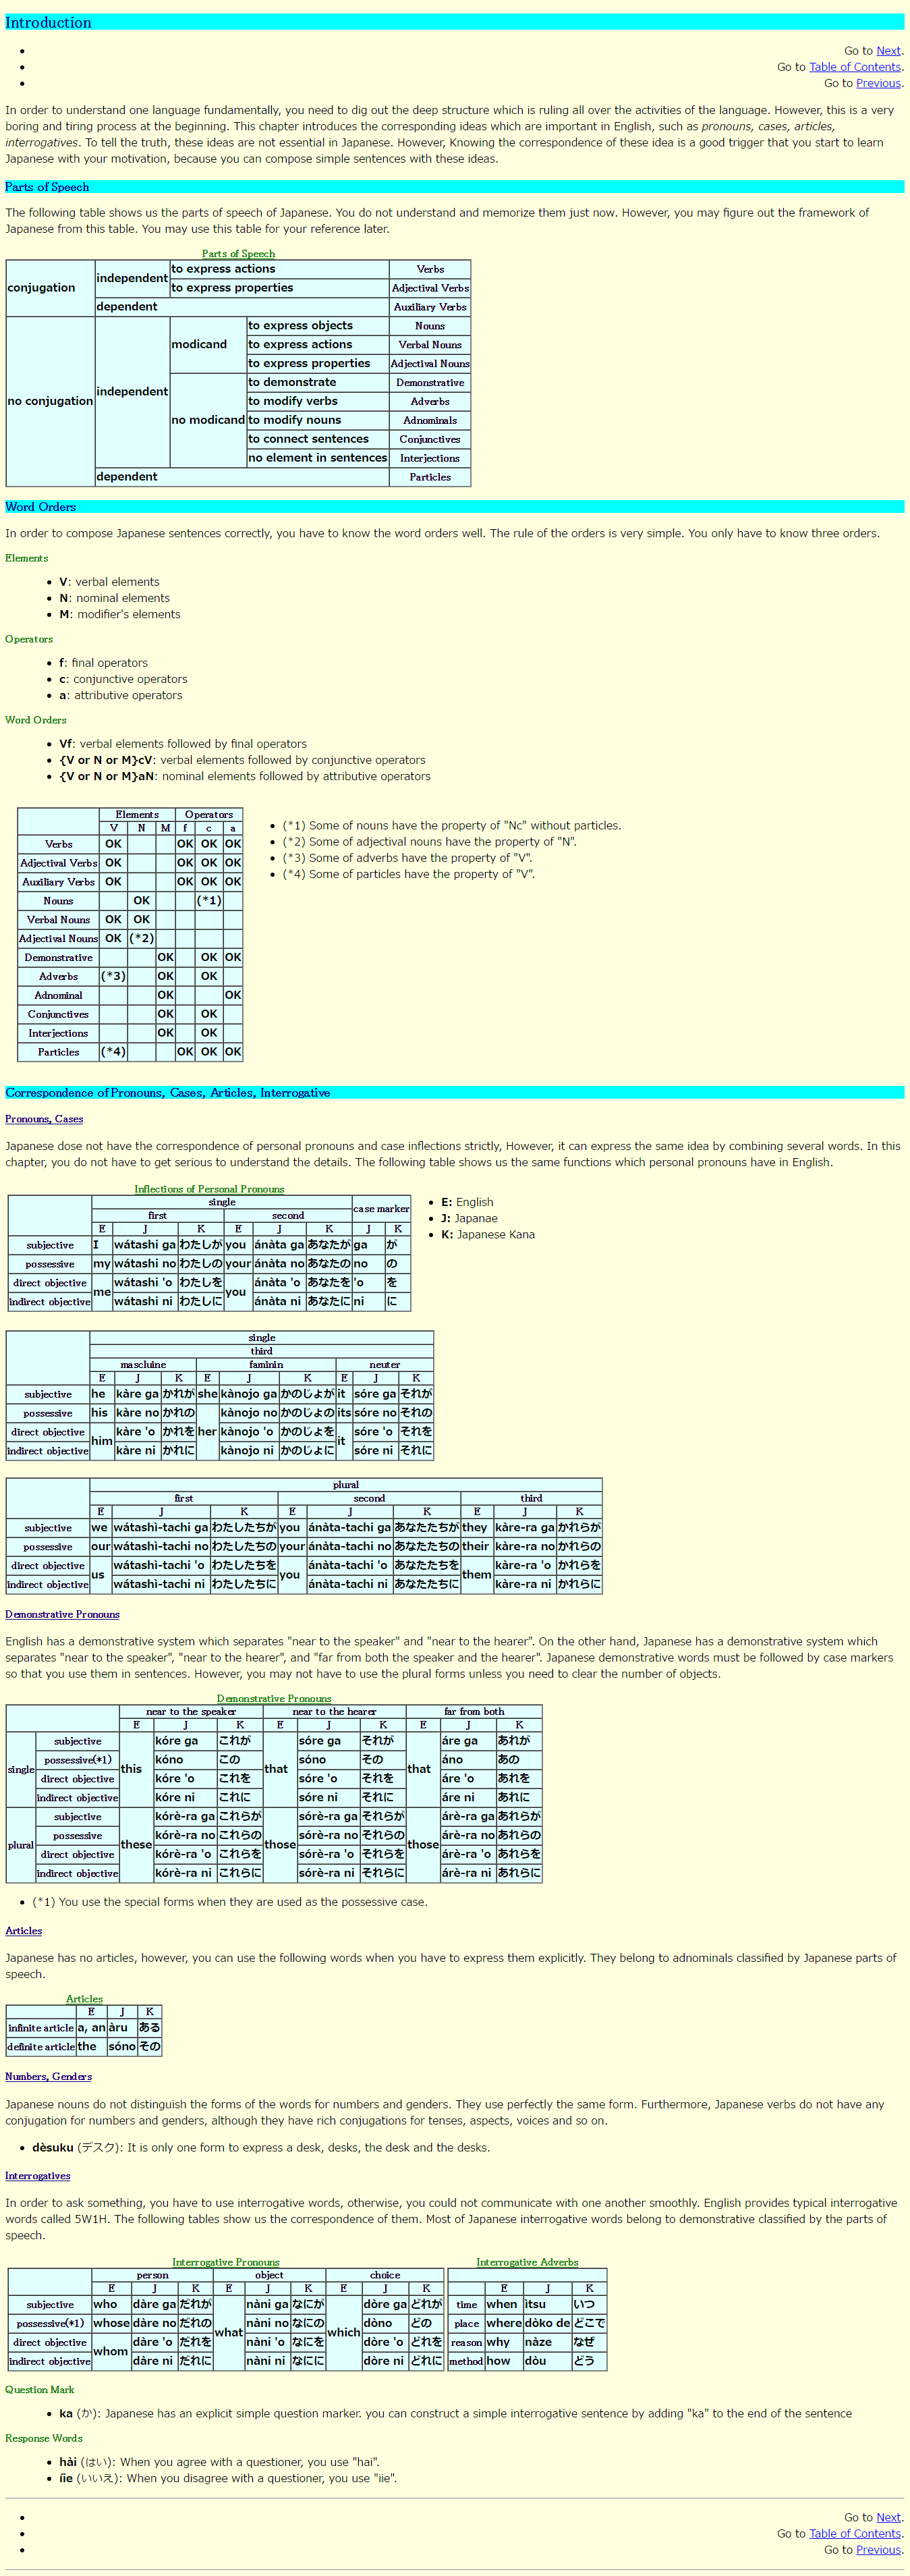 Introduction
Go to Next.
Go to Table of Contents.
Go to Previous.
In order to understand one language fundamentally, you need to dig out the deep structure which is ruling all over the activities of the language. However, this is a very
boring and tiring process at the beginning. This chapter introduces the corresponding ideas which are important in English, such as pronouns, cases, articles,
interrogatives. To tell the truth, these ideas are not essential in Japanese. However, Knowing the correspondence of these idea is a good trigger that you start to learn
Japanese with your motivation, because you can compose simple sentences with these ideas.
Parts of Speech
The following table shows us the parts of speech of Japanese. You do not understand and memorize them just now. However, you may figure out the framework of
Japanese from this table. You may use this table for your reference later.
Parts of Speech
conjugation independent to express actions Verbs
to express properties Adjectival Verbs
dependent Auxiliary Verbs
no conjugation independent modicand to express objects Nouns
to express actions Verbal Nouns
to express properties Adjectival Nouns
no modicand to demonstrate Demonstrative
to modify verbs Adverbs
to modify nouns Adnominals
to connect sentences Conjunctives
no element in sentences Interjections
dependent Particles
Word Orders
In order to compose Japanese sentences correctly, you have to know the word orders well. The rule of the orders is very simple. You only have to know three orders.
Elements
V: verbal elements
N: nominal elements
M: modifier's elements
Operators
f: final operators
c: conjunctive operators
a: attributive operators
Word Orders
Vf: verbal elements followed by final operators
{V or N or M}cV: verbal elements followed by conjunctive operators
{V or N or M}aN: nominal elements followed by attributive operators
Elements Operators
V N M f c a
Verbs OK OK OK OK
Adjectival Verbs OK OK OK OK
Auxiliary Verbs OK OK OK OK
Nouns OK (*1)
Verbal Nouns OK OK
Adjectival Nouns OK (*2)
Demonstrative OK OK OK
Adverbs (*3) OK OK
Adnominal OK OK
Conjunctives OK OK
Interjections OK OK
Particles (*4) OK OK OK
(*1) Some of nouns have the property of "Nc" without particles.
(*2) Some of adjectival nouns have the property of "N".
(*3) Some of adverbs have the property of "V".
(*4) Some of particles have the property of "V".
Correspondence of Pronouns, Cases, Articles, Interrogative
Pronouns, Cases
Japanese dose not have the correspondence of personal pronouns and case inflections strictly, However, it can express the same idea by combining several words. In this
chapter, you do not have to get serious to understand the details. The following table shows us the same functions which personal pronouns have in English.
Inflections of Personal Pronouns
single case marker
first second
E J K E J K J K
subjective I wátashi ga わたしが you ánàta ga あなたが ga が
possessive my wátashi no わたしの your ánàta no あなたの no の
direct objective me wátashi 'o わたしを you ánàta 'o あなたを 'o を
indirect objective wátashi ni わたしに ánàta ni あなたに ni に
E: English
J: Japanae
K: Japanese Kana
single
third
mascluine faminin neuter
E J K E J K E J K
subjective he kàre ga かれが she kànojo ga かのじょが it sóre ga それが
possessive his kàre no かれの her kànojo no かのじょの its sóre no それの
direct objective him kàre 'o かれを kànojo 'o かのじょを it sóre 'o それを
indirect objective kàre ni かれに kànojo ni かのじょに sóre ni それに
plural
first second third
E J K E J K E J K
subjective we wátashì-tachi ga わたしたちが you ánàta-tachi ga あなたたちが they kàre-ra ga かれらが
possessive our wátashì-tachi no わたしたちの your ánàta-tachi no あなたたちの their kàre-ra no かれらの
direct objective us wátashì-tachi 'o わたしたちを you ánàta-tachi 'o あなたたちを them kàre-ra 'o かれらを
indirect objective wátashì-tachi ni わたしたちに ánàta-tachi ni あなたたちに kàre-ra ni かれらに
Demonstrative Pronouns
English has a demonstrative system which separates "near to the speaker" and "near to the hearer". On the other hand, Japanese has a demonstrative system which
separates "near to the speaker", "near to the hearer", and "far from both the speaker and the hearer". Japanese demonstrative words must be followed by case markers
so that you use them in sentences. However, you may not have to use the plural forms unless you need to clear the number of objects.
Demonstrative Pronouns
near to the speaker near to the hearer far from both
E J K E J K E J K
single subjective this kóre ga これが that sóre ga それが that áre ga あれが
possessive(*1) kóno この sóno その áno あの
direct objective kóre 'o これを sóre 'o それを áre 'o あれを
indirect objective kóre ni これに sóre ni それに áre ni あれに
plural subjective these kórè-ra ga これらが those sórè-ra ga それらが those árè-ra ga あれらが
possessive kórè-ra no これらの sórè-ra no それらの árè-ra no あれらの
direct objective kórè-ra 'o これらを sórè-ra 'o それらを árè-ra 'o あれらを
indirect objective kórè-ra ni これらに sórè-ra ni それらに árè-ra ni あれらに
(*1) You use the special forms when they are used as the possessive case.
Articles
Japanese has no articles, however, you can use the following words when you have to express them explicitly. They belong to adnominals classified by Japanese parts of
speech.
Articles
E J K
infinite article a, an àru ある
definite article the sóno その
Numbers, Genders
Japanese nouns do not distinguish the forms of the words for numbers and genders. They use perfectly the same form. Furthermore, Japanese verbs do not have any
conjugation for numbers and genders, although they have rich conjugations for tenses, aspects, voices and so on.
dèsuku (デスク): It is only one form to express a desk, desks, the desk and the desks.
Interrogatives
In order to ask something, you have to use interrogative words, otherwise, you could not communicate with one another smoothly. English provides typical interrogative
words called 5W1H. The following tables show us the correspondence of them. Most of Japanese interrogative words belong to demonstrative classified by the parts of
speech.
Interrogative Pronouns
person object choice
E J K E J K E J K
subjective who dàre ga だれが what nàni ga なにが which dòre ga どれが
possessive(*1) whose dàre no だれの nàni no なにの dòno どの
direct objective whom dàre 'o だれを nàni 'o なにを dòre 'o どれを
indirect objective dàre ni だれに nàni ni なにに dòre ni どれに
Interrogative Adverbs
E J K
time when ìtsu いつ
place where dòko de どこで
reason why nàze なぜ
method how dòu どう
Question Mark
ka (か): Japanese has an explicit simple question marker. you can construct a simple interrogative sentence by adding "ka" to the end of the sentence
Response Words
hài (はい): When you agree with a questioner, you use "hai".
íie (いいえ): When you disagree with a questioner, you use "iie".
Go to Next.
Go to Table of Contents.
Go to Previous.